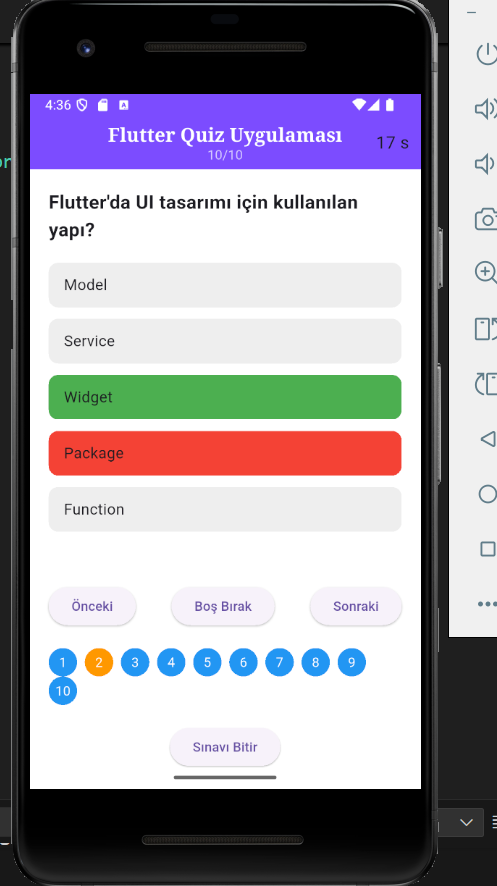 4:36
Flutter Quiz Uygulaması
10/10
17 s
Flutter'da UI tasarımı için kullanılan
yapı?
Model
Service
Widget
Package
Function
Önceki
Boş Bırak
Sonraki
1 2 3 4 5 6 7 8 9
10
Sınavı Bitir